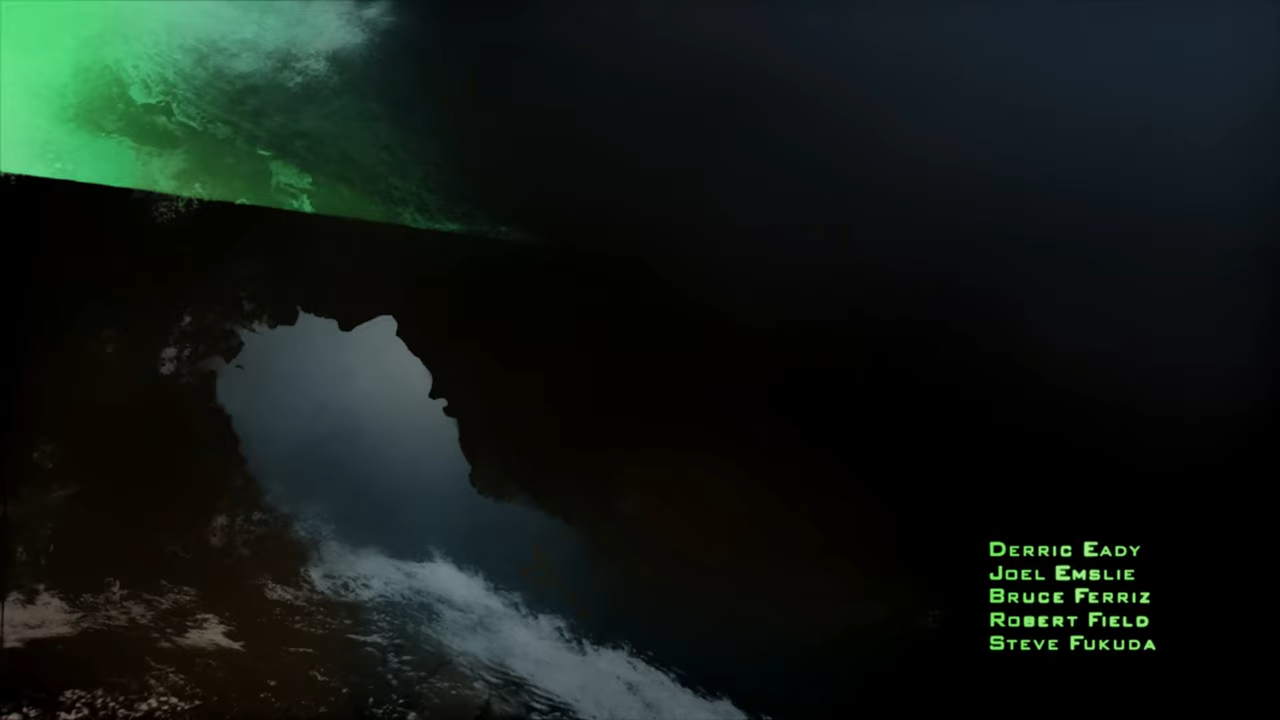 Derric Eady
Joel Emslie
Bruce Ferriz
Robert Field
Steve Fukuda